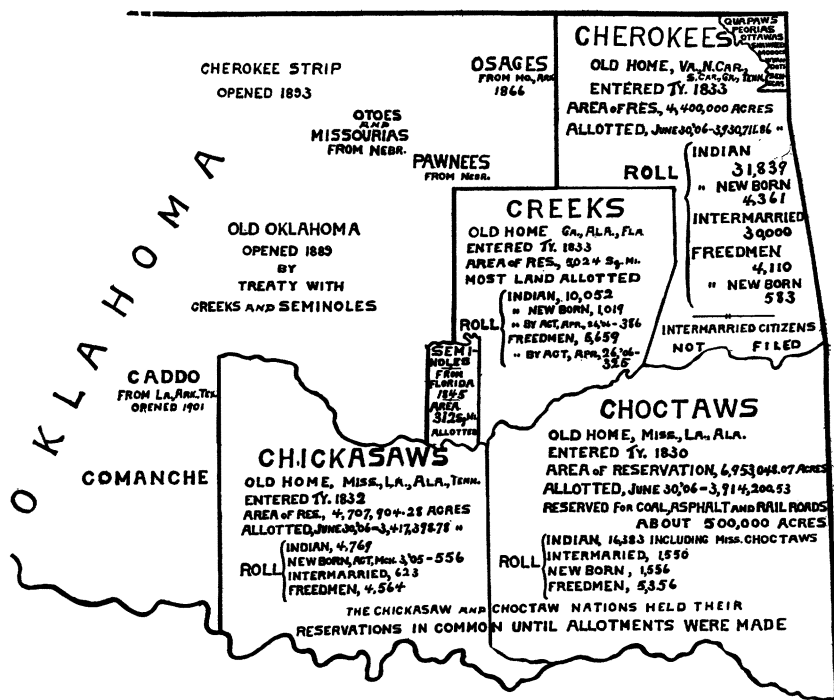 QUAPAWS
PEORIAS
OTTAWAS
CHEROKEES
OLD HOME, VA., N.CAR.,
S.CAR., GA., TENN.
ENTERED TY. 1833
AREA OF RES., 4,400,000 ACRES
ALLOTTED, JUNE 30,'06-3,930,711.86 "
ROLL
INDIAN
31,839
" NEW BORN
4,361
INTERMARRIED
30,000
FREEDMEN
4,110
" NEW BORN
583
INTERMARRIED CITIZENS
NOT FILED
OSAGES
FROM MO., ARK.
1866
CHEROKEE STRIP
OPENED 1893
OTOES
AND
MISSOURIAS
FROM NEBR.
PAWNEES
FROM NEBR.
OKLAHOMA
OLD OKLAHOMA
OPENED 1889
BY
TREATY WITH
CREEKS AND SEMINOLES
CREEKS
OLD HOME GA., ALA., FLA
ENTERED TY. 1833
AREA OF RES., 5,024 Sq. Mi.
MOST LAND ALLOTTED
ROLL
INDIAN, 10,052
" NEW BORN, 1,019
" BY ACT, APR., 26,'06-386
FREEDMEN, 5,659
" BY ACT, APR., 26,'06-
325
SEMI-
NOLES
FROM
FLORIDA
1845
AREA
312 Sq. Mi.
ALLOTTED
CADDO
FROM LA., ARK., TEX.
OPENED 1901
COMANCHE
CHICKASAWS
OLD HOME, MISS., LA., ALA., TENN.
ENTERED TY. 1832
AREA OF RES., 4,707,904.28 ACRES
ALLOTTED, JUNE 30,'06-3,417,398.78 "
ROLL
INDIAN, 4,769
NEW BORN, ACT, MCH. 3,'05-556
INTERMARIED, 623
FREEDMEN, 4.564
CHOCTAWS
OLD HOME, MISS., LA., ALA.
ENTERED TY. 1830
AREA OF RESERVATION, 6,953,048.07 ACRES
ALLOTTED, JUNE 30,'06-3,914,200.53
RESERVED FOR COAL, ASPHALT AND RAILROADS
ABOUT 500,000 ACRES
ROLL
INDIAN, 16,383 INCLUDING MISS. CHOCTAWS
INTERMARIED, 1,550
NEW BORN, 1,556
FREEDMEN, 5,356
THE CHICKASAW AND CHOCTAW NATIONS HELD THEIR
RESERVATIONS IN COMMON UNTIL ALLOTMENTS WERE MADE